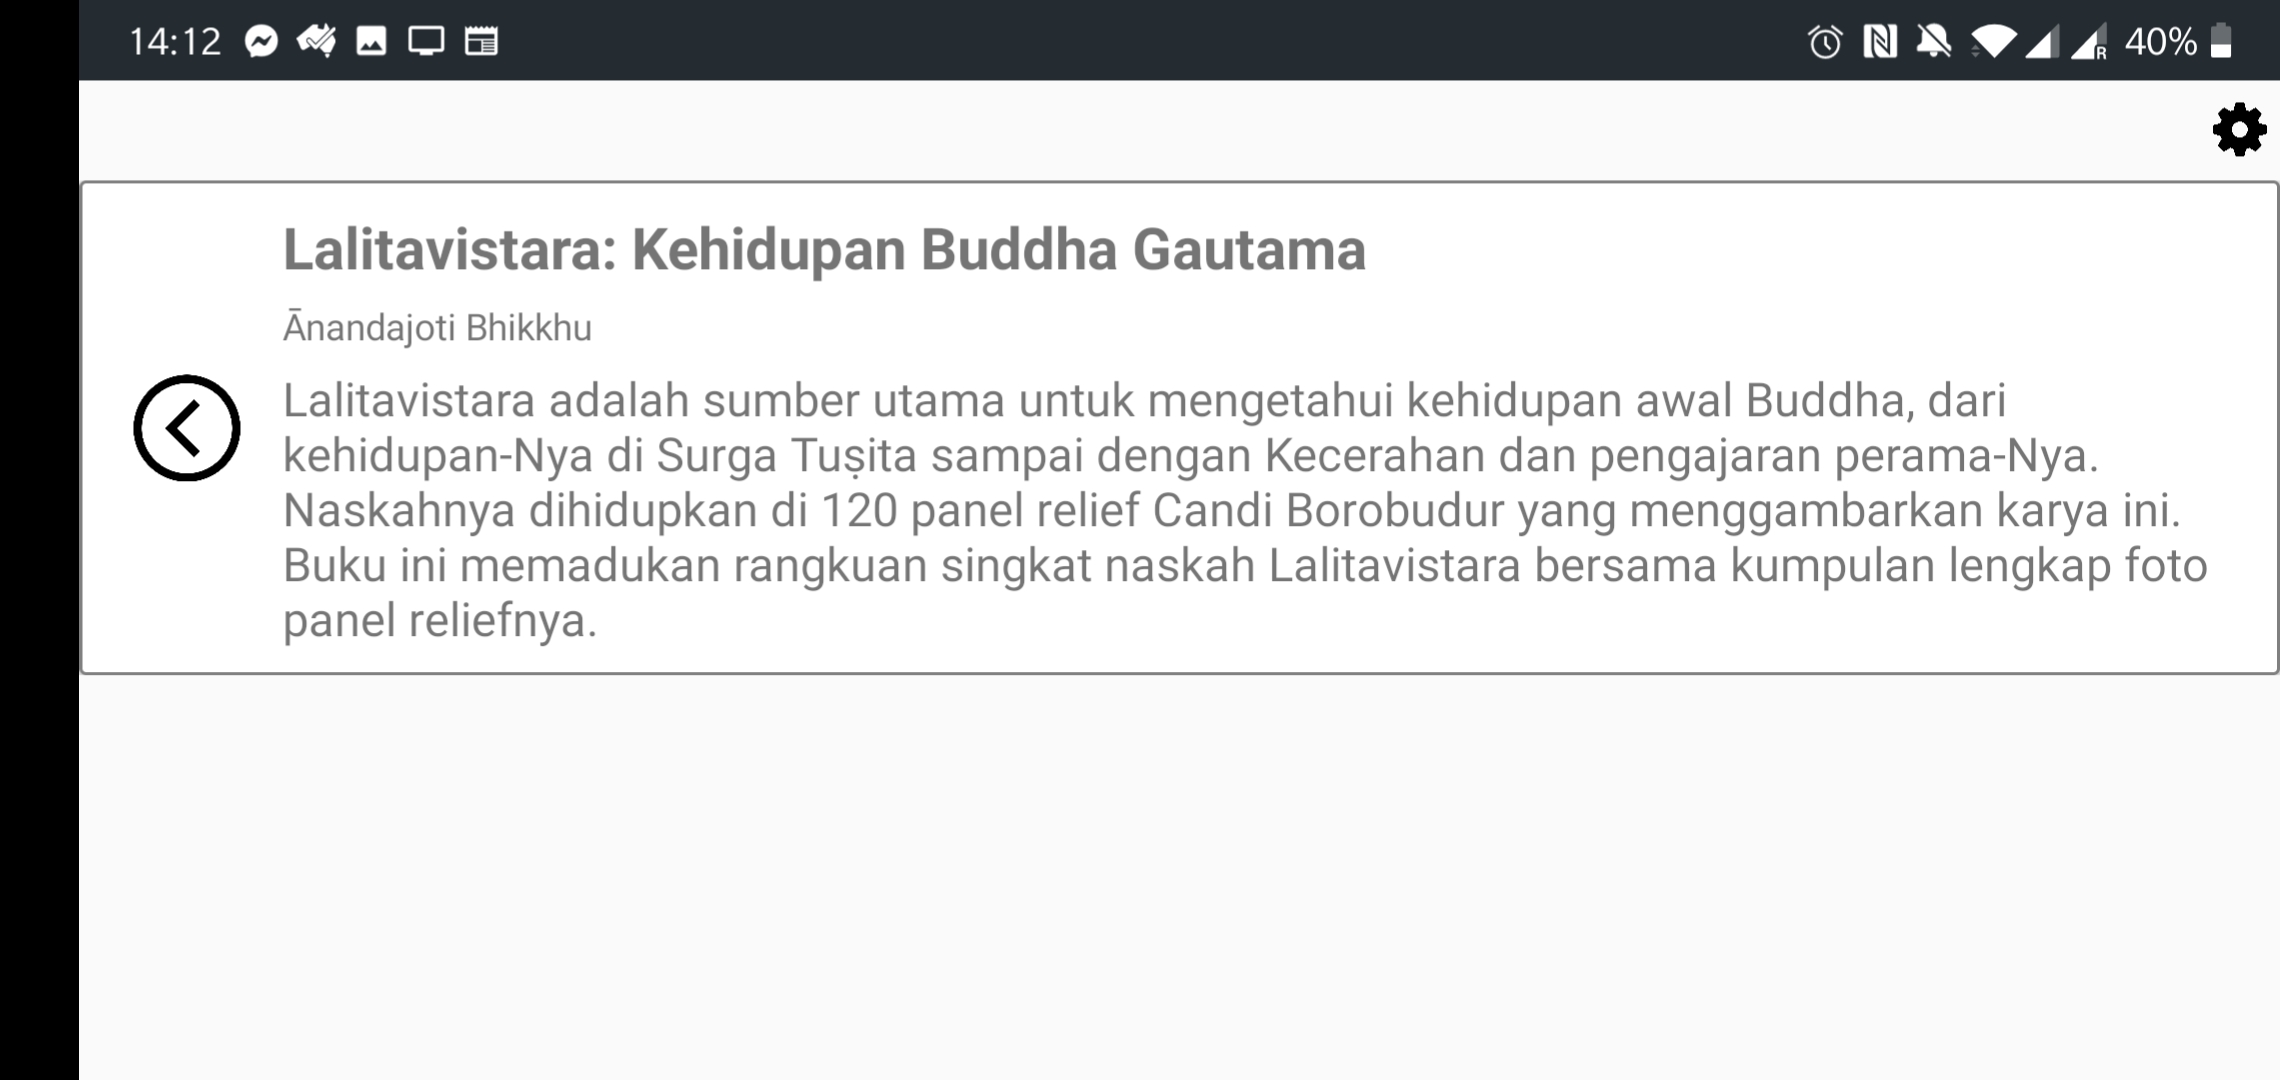 14:12
40%
Lalitavistara: Kehidupan Buddha Gautama
Ānandajoti Bhikkhu
Lalitavistara adalah sumber utama untuk mengetahui kehidupan awal Buddha, dari
kehidupan-Nya di Surga Tuṣita sampai dengan Kecerahan dan pengajaran perama-Nya.
Naskahnya dihidupkan di 120 panel relief Candi Borobudur yang menggambarkan karya ini.
Buku ini memadukan rangkuan singkat naskah Lalitavistara bersama kumpulan lengkap foto
panel reliefnya.